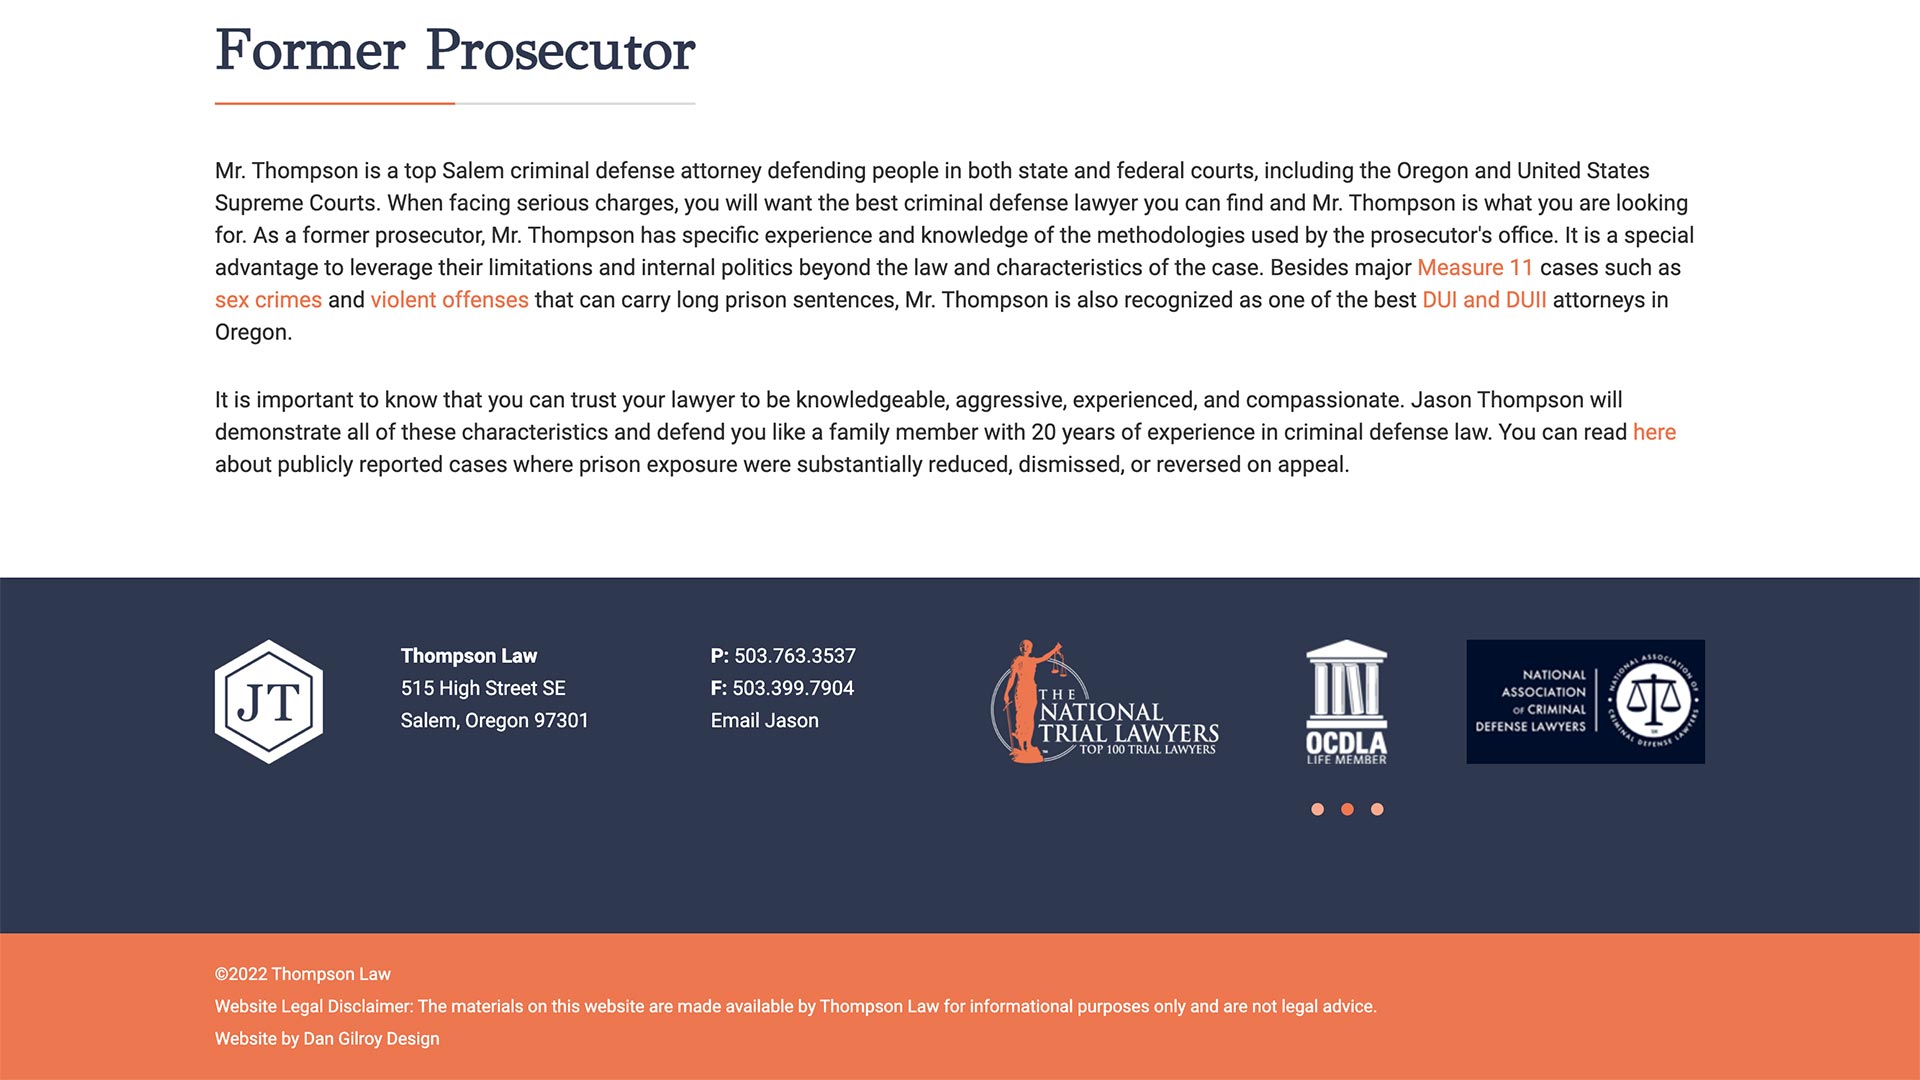 Former Prosecutor
Mr. Thompson is a top Salem criminal defense attorney defending people in both state and federal courts, including the Oregon and United States
Supreme Courts. When facing serious charges, you will want the best criminal defense lawyer you can find and Mr. Thompson is what you are looking
for. As a former prosecutor, Mr. Thompson has specific experience and knowledge of the methodologies used by the prosecutor's office. It is a special
advantage to leverage their limitations and internal politics beyond the law and characteristics of the case. Besides major Measure 11 cases such as
sex crimes and violent offenses that can carry long prison sentences, Mr. Thompson is also recognized as one of the best DUI and DUII attorneys in
Oregon.
It is important to know that you can trust your lawyer to be knowledgeable, aggressive, experienced, and compassionate. Jason Thompson will
demonstrate all of these characteristics and defend you like a family member with 20 years of experience in criminal defense law. You can read here
about publicly reported cases where prison exposure were substantially reduced, dismissed, or reversed on appeal.
JT
Thompson Law
515 High Street SE
Salem, Oregon 97301
P: 503.763.3537
F: 503.399.7904
Email Jason
THE
NATIONAL
TRIAL LAWYERS
TOP 100 TRIAL LAWYERS
OCDLA
LIFE MEMBER
NATIONAL
ASSOCIATION
OF CRIMINAL
DEFENSE LAWYERS
NATIONAL ASSOCIATION OF
CRIMINAL DEFENSE LAWYERS
©2022 Thompson Law
Website Legal Disclaimer: The materials on this website are made available by Thompson Law for informational purposes only and are not legal advice.
Website by Dan Gilroy Design